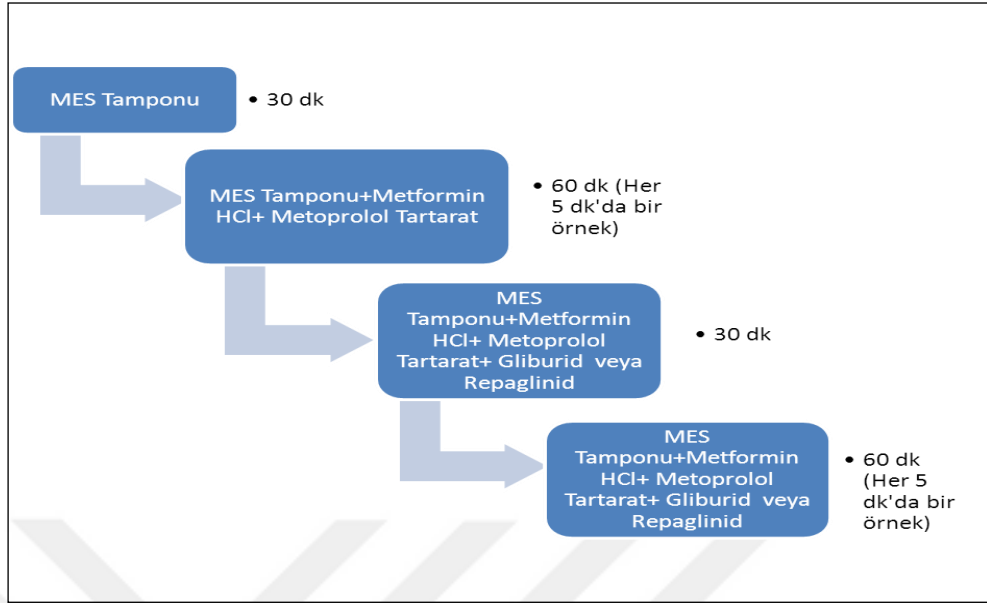 MES Tamponu
• 30 dk
MES Tamponu+Metformin
HCl+ Metoprolol Tartarat
• 60 dk (Her
5 dk'da bir
örnek)
MES
Tamponu+Metformin
HCl+ Metoprolol
Tartarat+ Gliburid veya
Repaglinid
• 30 dk
MES
Tamponu+Metformin
HCl+ Metoprolol
Tartarat+ Gliburid veya
Repaglinid
• 60 dk
(Her 5
dk'da bir
örnek)